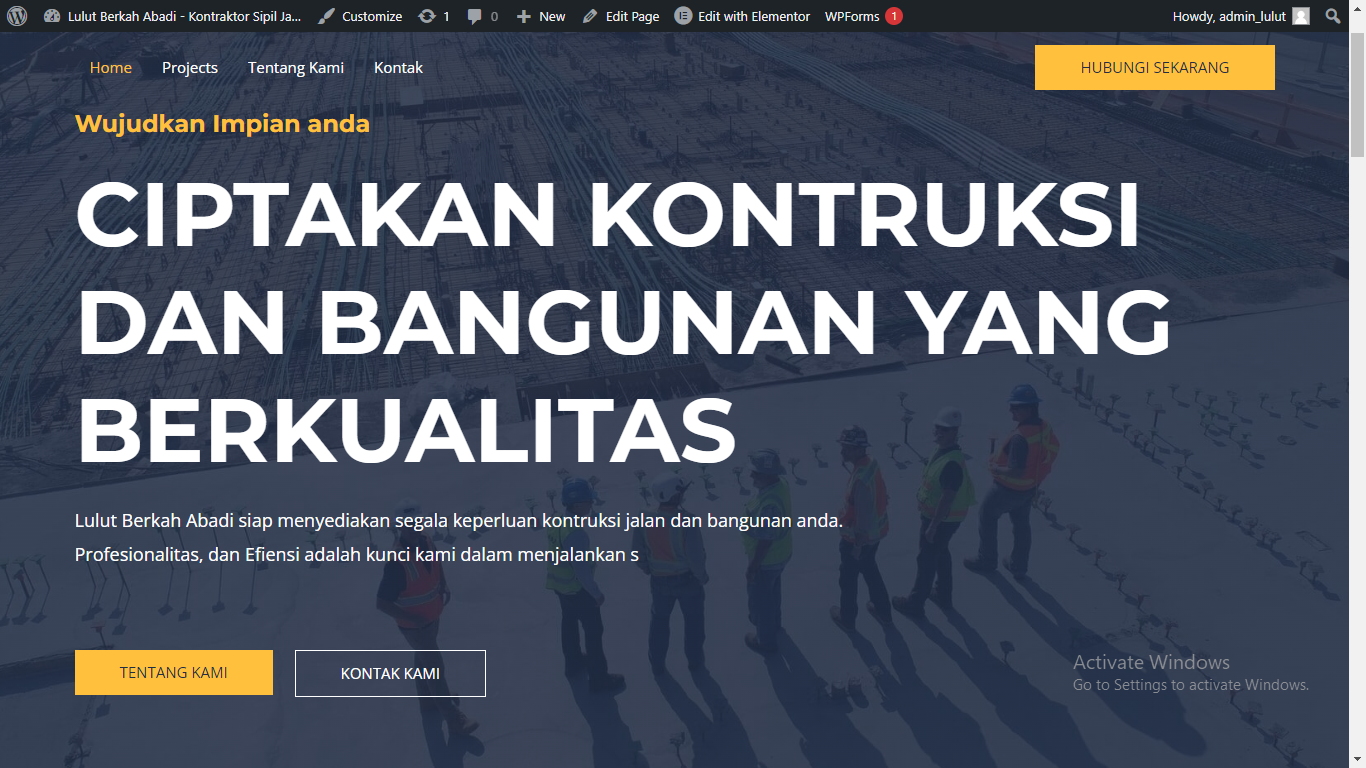 Lulut Berkah Abadi - Kontraktor Sipil Ja... Customize 1 0 New Edit Page Edit with Elementor WPForms 1 Howdy, admin_lulut
Home Projects Tentang Kami Kontak HUBUNGI SEKARANG
Wujudkan Impian anda
CIPTAKAN KONTRUKSI
DAN BANGUNAN YANG
BERKUALITAS
Lulut Berkah Abadi siap menyediakan segala keperluan kontruksi jalan dan bangunan anda.
Profesionalitas, dan Efiensi adalah kunci kami dalam menjalankan s
TENTANG KAMI KONTAK KAMI
Activate Windows
Go to Settings to activate Windows.